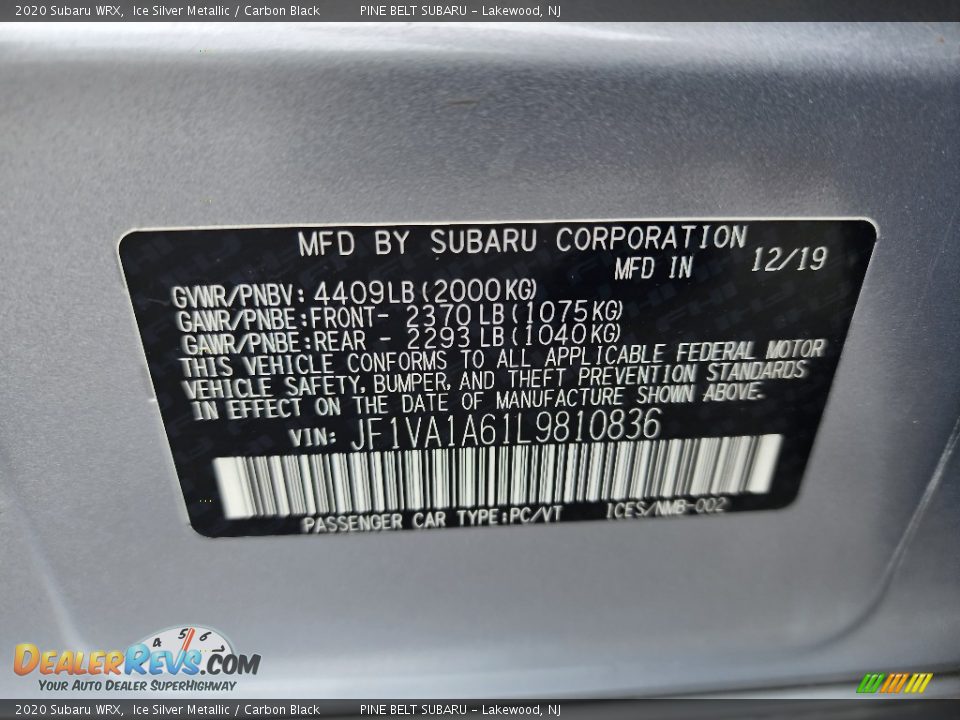 2020 Subaru WRX, Ice Silver Metallic / Carbon Black PINE BELT SUBARU - Lakewood, NJ
MFD BY SUBARU CORPORATION
MFD IN 12/19
GVWR/PNBV: 4409LB(2000KG)
GAWR/PNBE:FRONT- 2370LB(1075KG)
GAWR/PNBE:REAR - 2293LB(1040KG)
THIS VEHICLE CONFORMS TO ALL APPLICABLE FEDERAL MOTOR
VEHICLE SAFETY, BUMPER, AND THEFT PREVENTION STANDARDS
IN EFFECT ON THE DATE OF MANUFACTURE SHOWN ABOVE.
VIN: JF1VA1A61L9810836
PASSENGER CAR TYPE:PC/VT ICES/NMB-002
4 5 6
DEALERREVS.COM
YOUR AUTO DEALER SUPERHIGHWAY
2020 Subaru WRX, Ice Silver Metallic / Carbon Black PINE BELT SUBARU - Lakewood, NJ